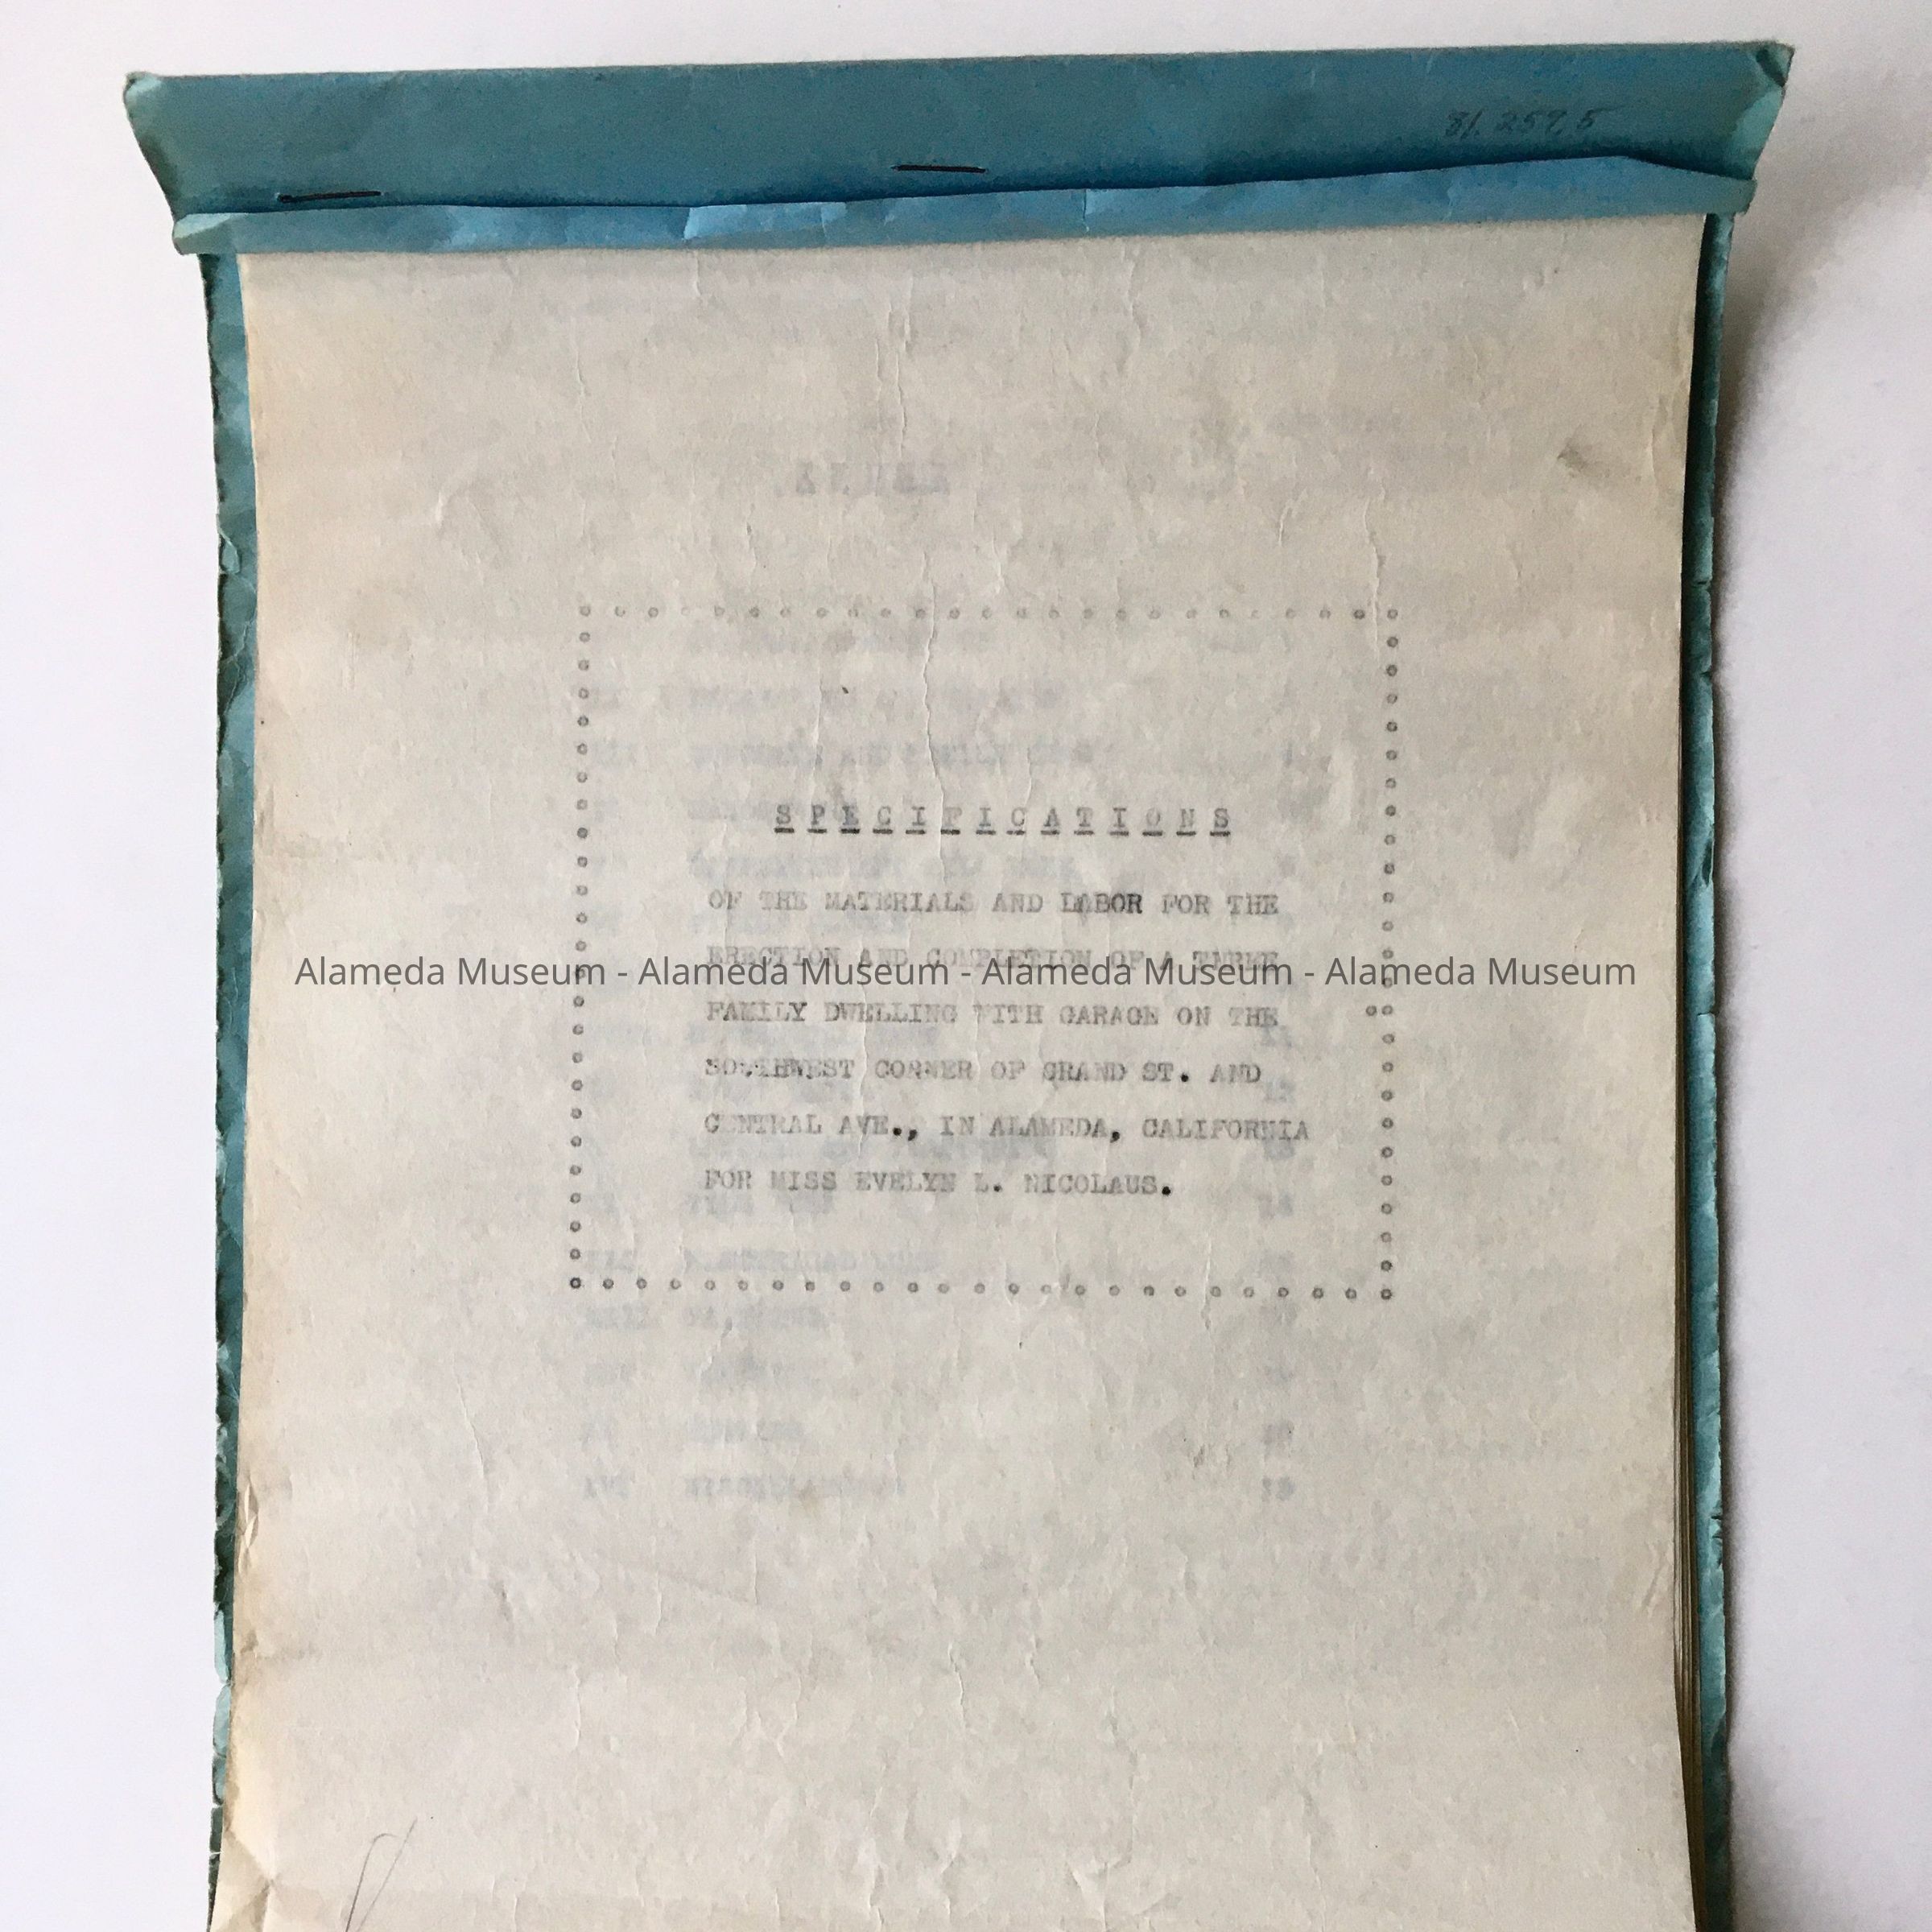 81.257.5
S P E C I F I C A T I O N S
OF THE MATERIALS AND LABOR FOR THE
ERECTION AND COMPLETION OF A THREE
Alameda Museum - Alameda Museum - Alameda Museum - Alameda Museum
FAMILY DWELLING WITH GARAGE ON THE
SOUTHWEST CORNER OF GRAND ST. AND
CENTRAL AVE., IN ALAMEDA, CALIFORNIA
FOR MISS EVELYN L. NICOLAUS.